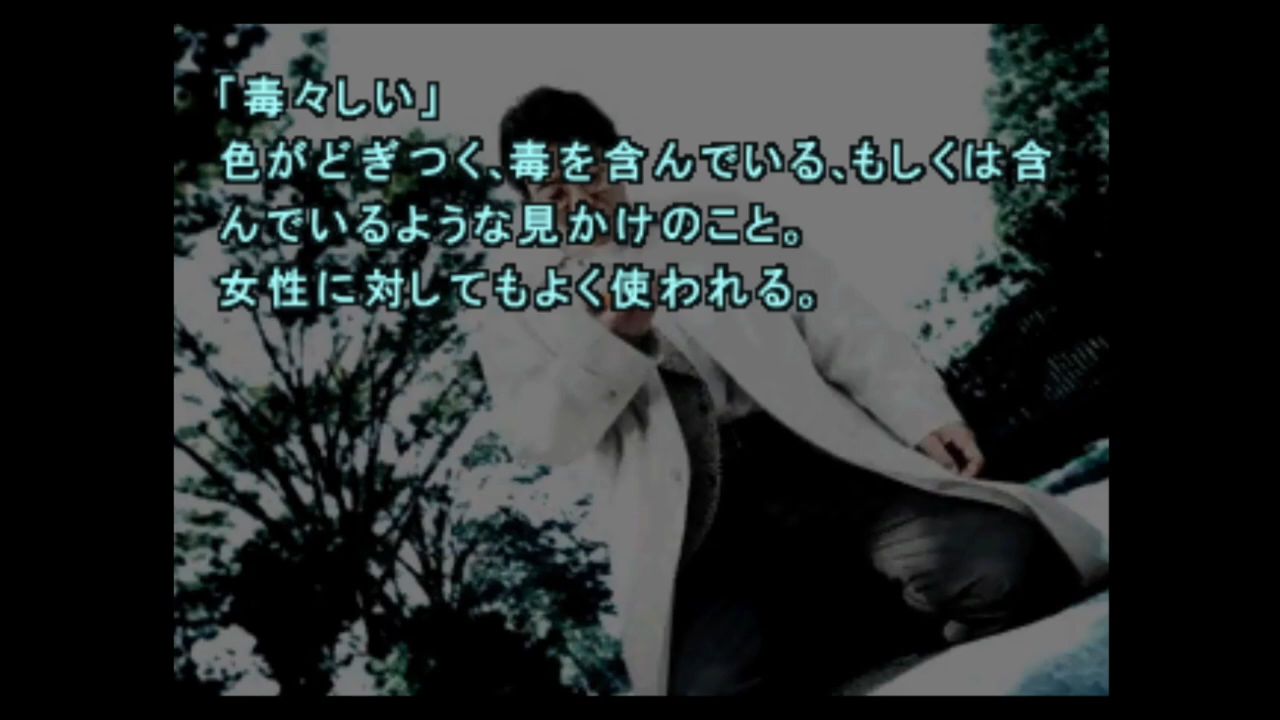 「毒々しい」
色がどぎつく、毒を含んでいる、もしくは含
んでいるような見かけのこと。
女性に対してもよく使われる。